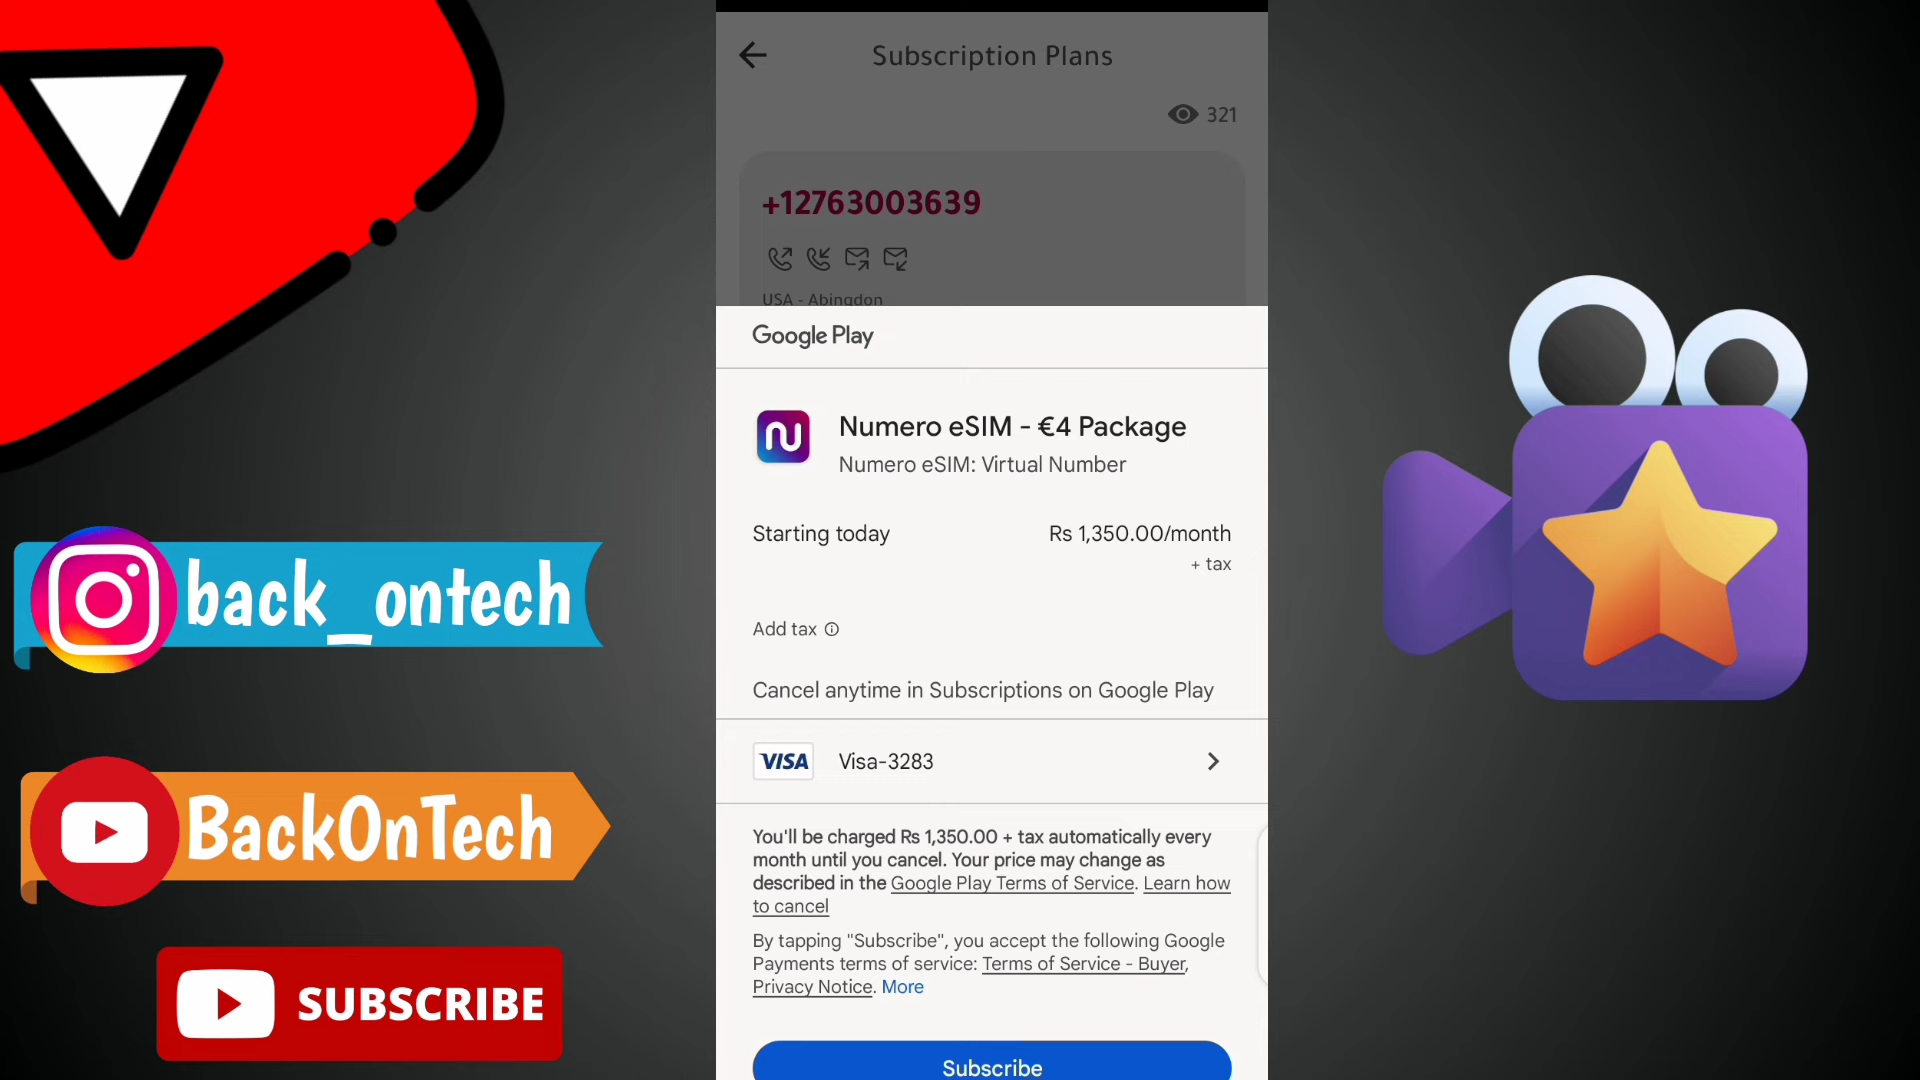 Subscription Plans
321
+12763003639
USA - Abingdon
Google Play
Numero eSIM - €4 Package
Numero eSIM: Virtual Number
Starting today Rs 1,350.00/month
+ tax
Add tax
Cancel anytime in Subscriptions on Google Play
VISA Visa-3283
You'll be charged Rs 1,350.00 + tax automatically every
month until you cancel. Your price may change as
described in the Google Play Terms of Service. Learn how
to cancel
By tapping "Subscribe", you accept the following Google
Payments terms of service: Terms of Service - Buyer,
Privacy Notice. More
Subscribe
back_ontech
BackOnTech
SUBSCRIBE